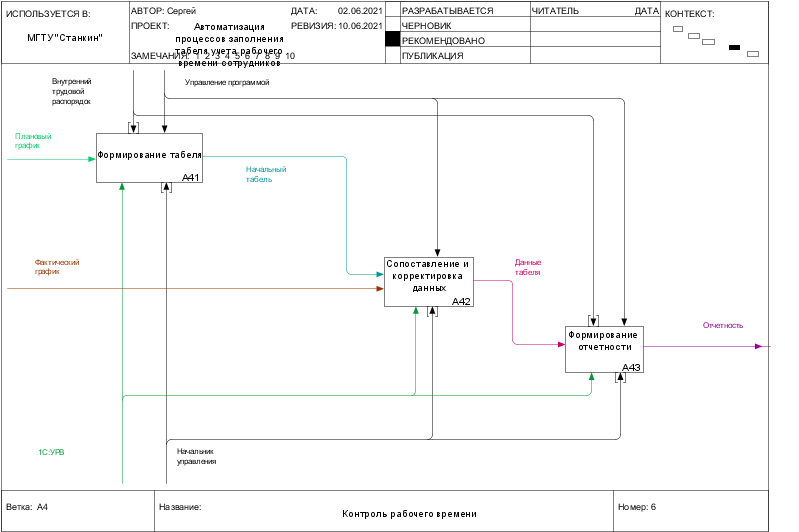 ИСПОЛЬЗУЕТСЯ В:
МГТУ"Станкин"
АВТОР: Сергей
ДАТА: 02.06.2021
ПРОЕКТ: Автоматизация
процессов заполнения
табеля учета рабочего
времени сотрудников
РЕВИЗИЯ: 10.06.2021
ЗАМЕЧАНИЯ: 1 2 3 4 5 6 7 8 9 10
РАЗРАБАТЫВАЕТСЯ
ЧЕРНОВИК
РЕКОМЕНДОВАНО
ПУБЛИКАЦИЯ
ЧИТАТЕЛЬ ДАТА
КОНТЕКСТ:
Внутренний
трудовой
распорядок
Управление программой
Плановый
график
Формирование табеля
A41
Начальный
табель
Фактический
график
Сопоставление и
корректировка
данных
A42
Данные
табеля
Формирование
отчетности
A43
Отчетность
1С:УРВ
Начальник
управления
Ветка: A4
Название:
Контроль рабочего времени
Номер: 6